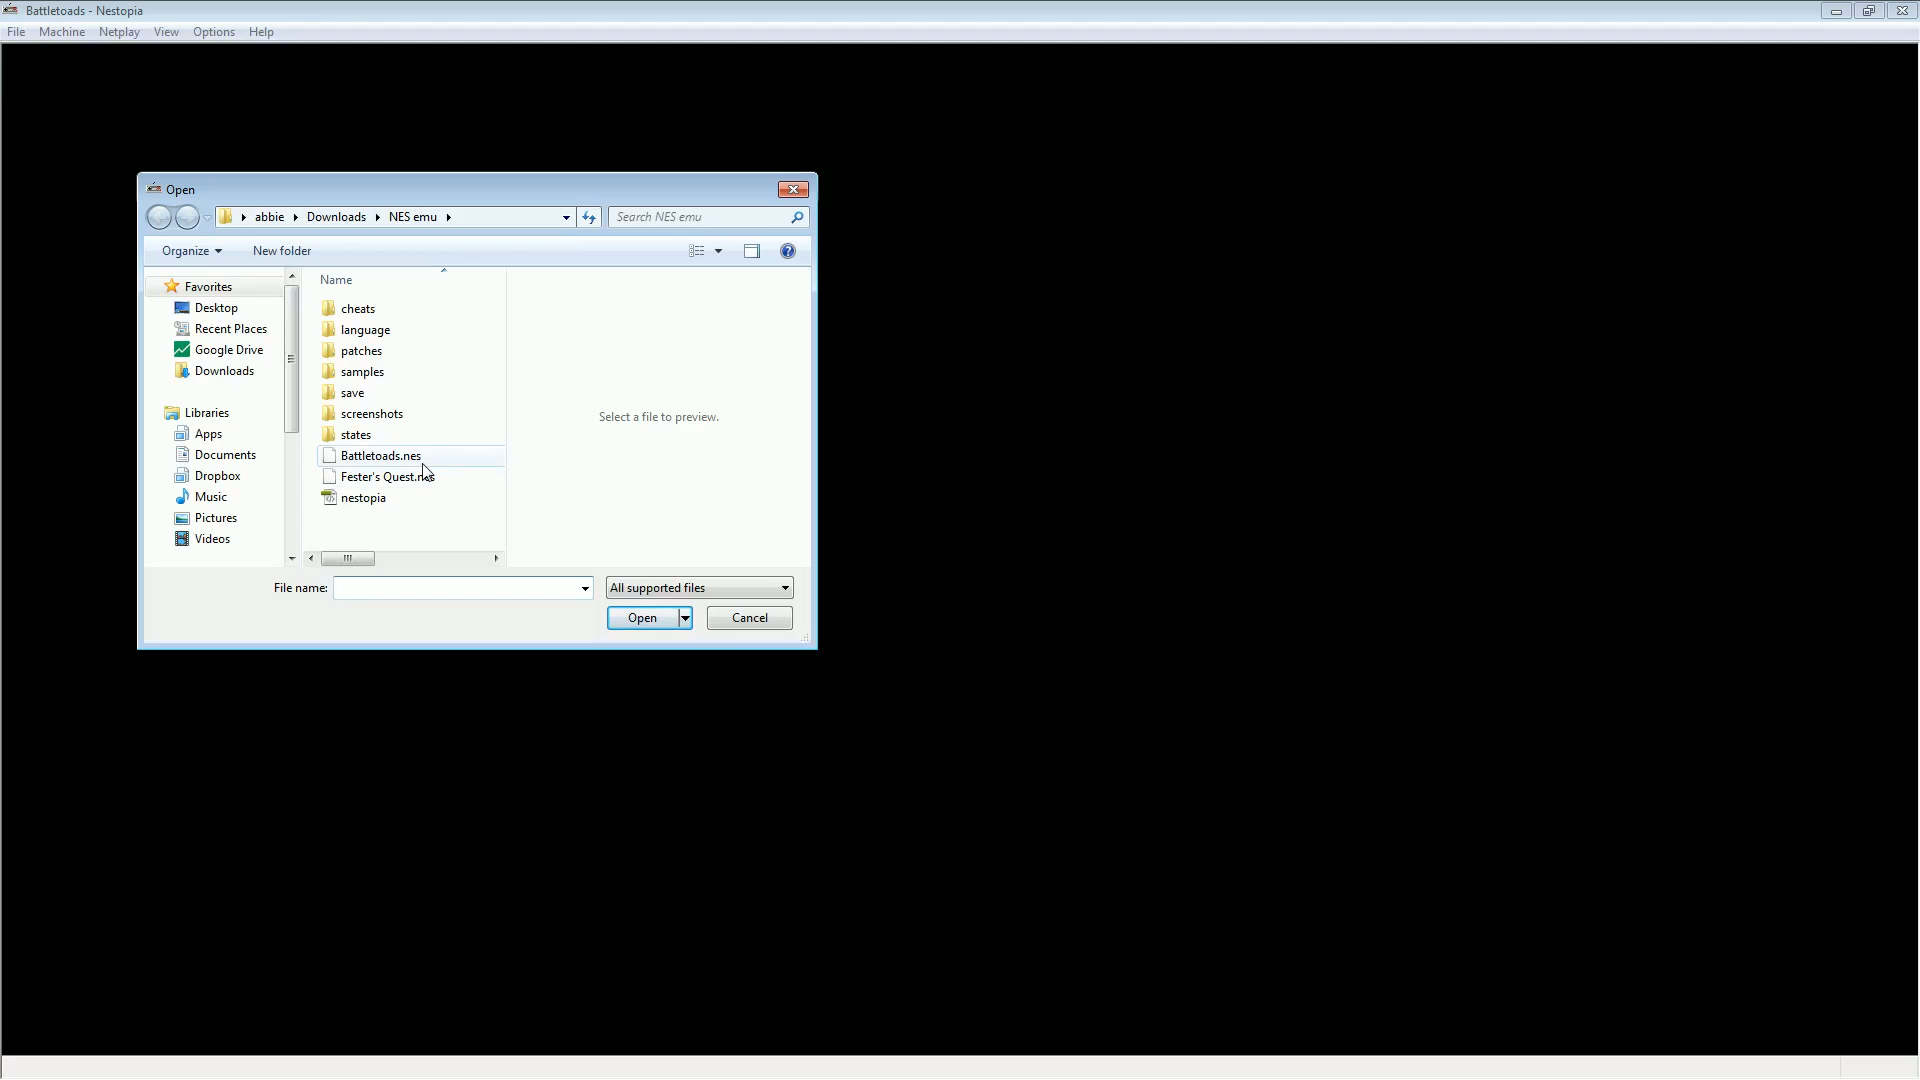 Battletoads - Nestopia
File Machine Netplay View Options Help
Open
abbie Downloads NES emu
Search NES emu
Organize New folder
Name
Favorites
Desktop
Recent Places
Google Drive
Downloads
Libraries
Apps
Documents
Dropbox
Music
Pictures
Videos
cheats
language
patches
samples
save
screenshots
states
Battletoads.nes
Fester's Quest.nes
nestopia
Select a file to preview.
File name:
All supported files
Open
Cancel